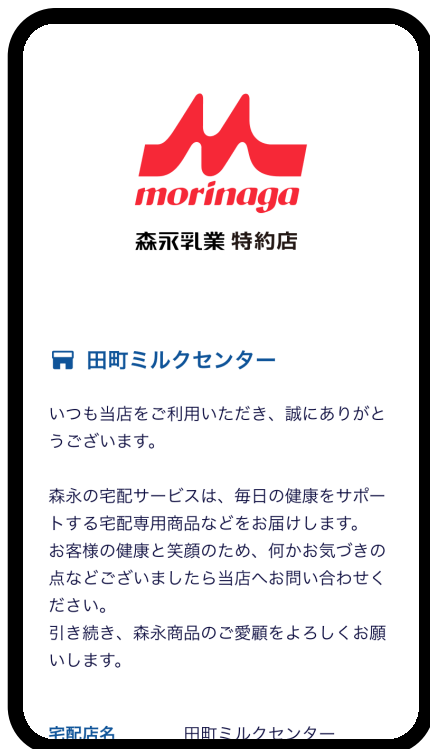 morinaga
森永乳業 特約店
田町ミルクセンター
いつも当店をご利用いただき、誠にありがと
うございます。
森永の宅配サービスは、毎日の健康をサポー
トする宅配専用商品などをお届けします。
お客様の健康と笑顔のため、何かお気づきの
点などございましたら当店へお問い合わせく
ださい。
引き続き、森永商品のご愛顧をよろしくお願
いします。
宅配店名 田町ミルクセンター